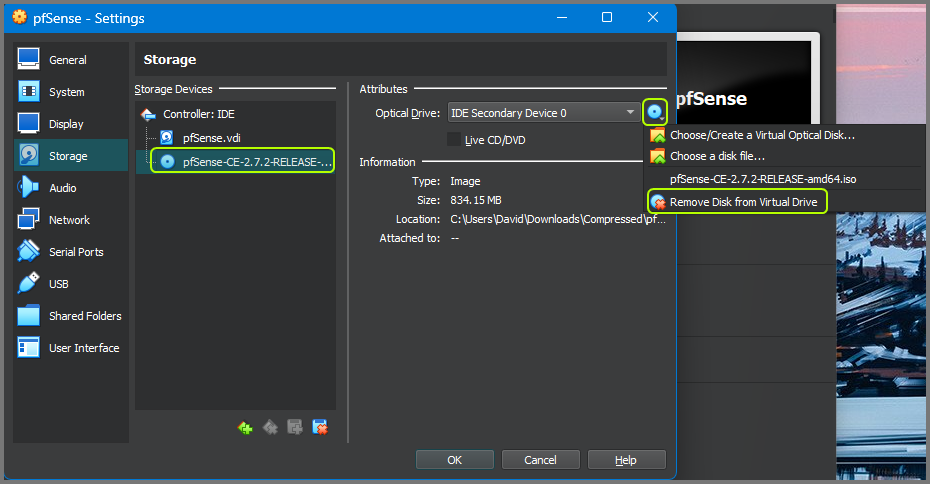 pfSense - Settings
General
System
Display
Storage
Audio
Network
Serial Ports
USB
Shared Folders
User Interface
Storage
Storage Devices
Controller: IDE
pfSense.vdi
pfSense-CE-2.7.2-RELEASE-...
Attributes
Optical Drive: IDE Secondary Device 0
Live CD/DVD
Information
Type: Image
Size: 834.15 MB
Location: C:\Users\David\Downloads\Compressed\pf...
Attached to: --
OK Cancel Help
pfSense
Choose/Create a Virtual Optical Disk...
Choose a disk file...
pfSense-CE-2.7.2-RELEASE-amd64.iso
Remove Disk from Virtual Drive